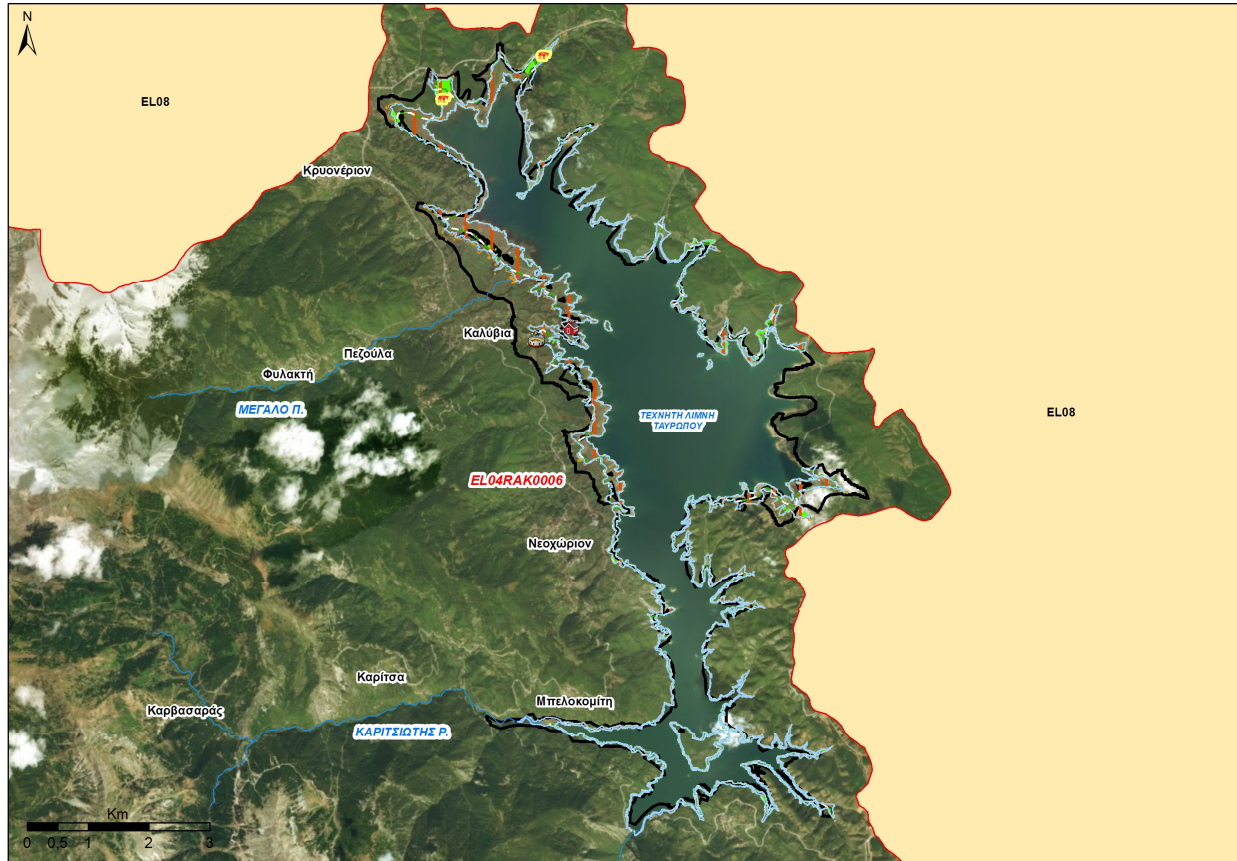 N
EL08
Κρυονέριον
Καλύβια
Πεζούλα
Φυλακτή
ΜΕΓΑΛΟ Π.
ΤΕΧΝΗΤΗ ΛΙΜΝΗ
ΤΑΥΡΩΠΟΥ
EL08
EL04RAK0006
Νεοχώριον
Καρίτσα
Μπελοκομίτη
Καρβασαράς
ΚΑΡΙΤΣΙΩΤΗΣ Ρ.
Km
0 0,5 1 2 3